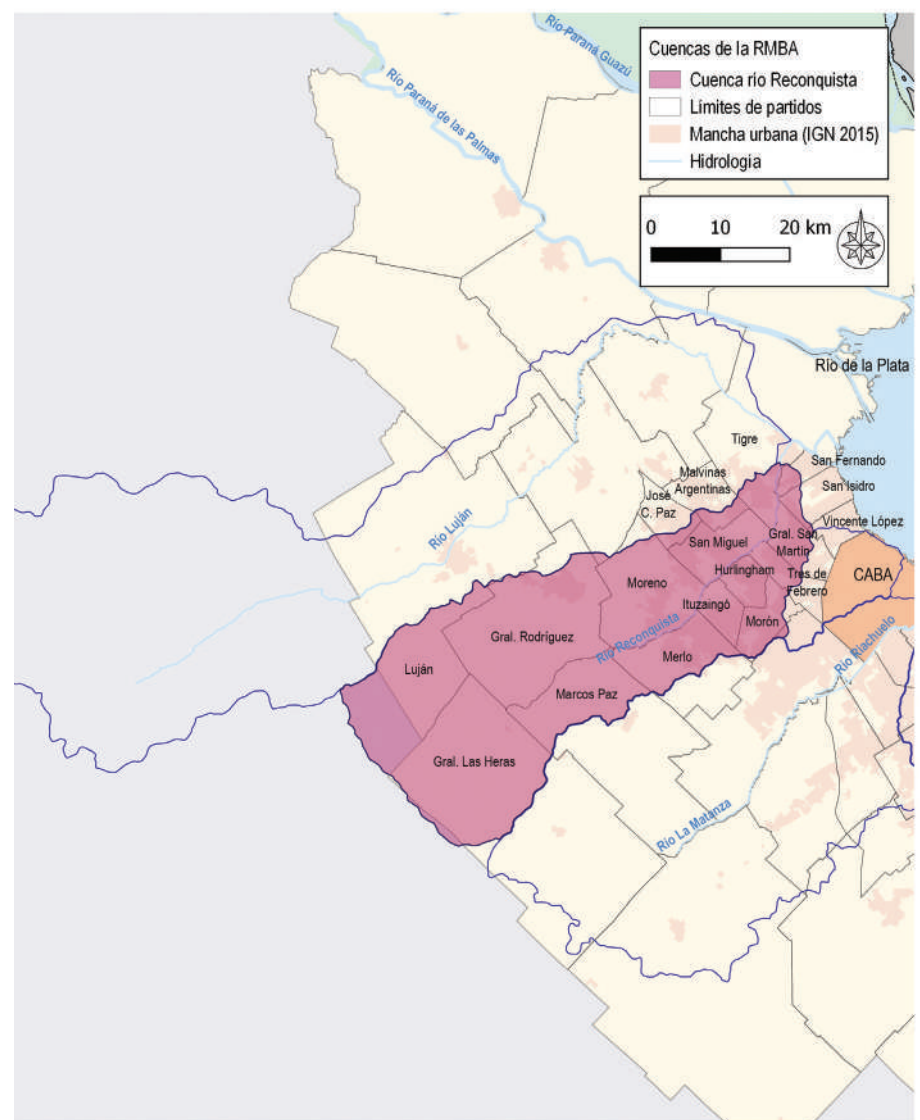 Río Paraná Guazú
Río Paraná de las Palmas
Cuencas de la RMBA
Cuenca río Reconquista
Límites de partidos
Mancha urbana (IGN 2015)
Hidrología
0 10 20 km
Río de la Plata
Tigre
San Fernando
Malvinas
Argentinas
San Isidro
José
C. Paz
Vincente López
Río Luján
San Miguel
Gral. San
Martín
Hurlingham
Tres de
Febrero
CABA
Moreno
Ituzaingó
Morón
Gral. Rodríguez
Río Reconquista
Merlo
Río Riachuelo
Luján
Marcos Paz
Gral. Las Heras
Río La Matanza